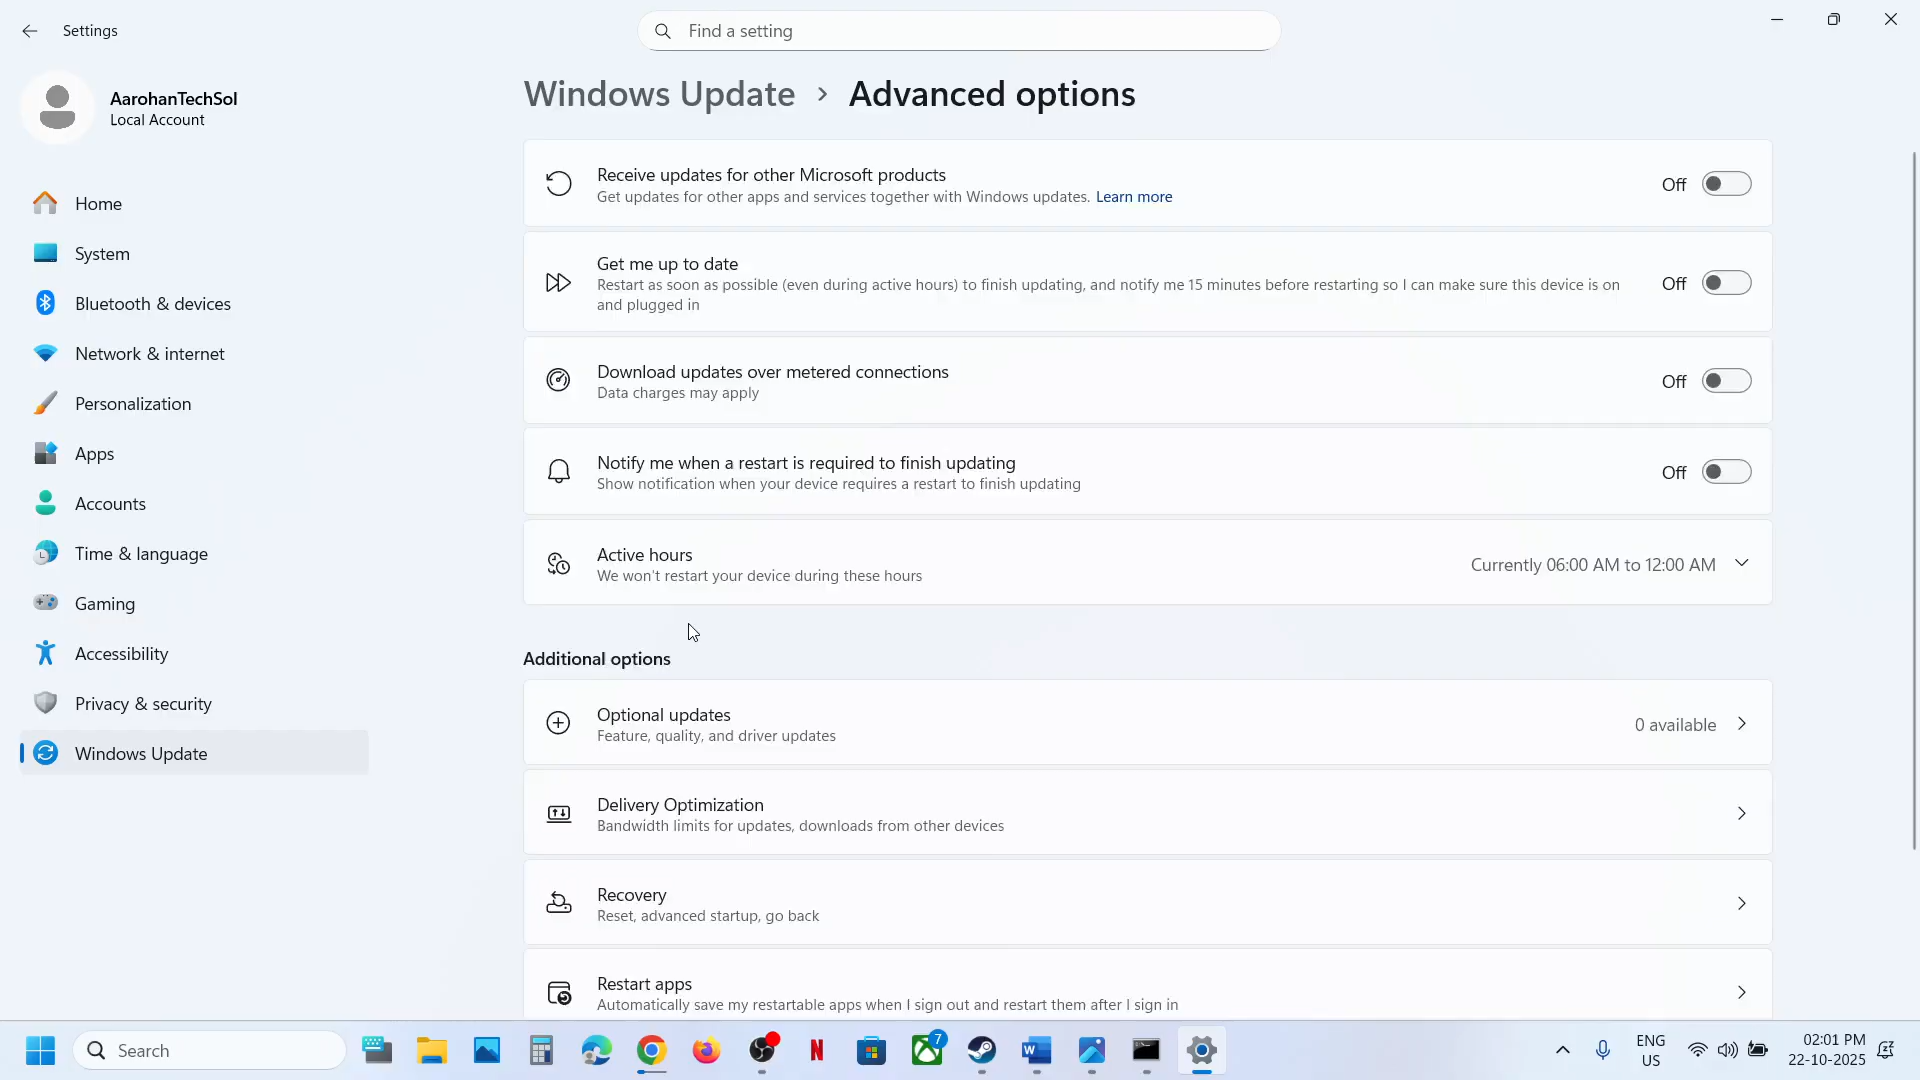 Settings
Find a setting
AarohanTechSol
Local Account
Home
System
Bluetooth & devices
Network & internet
Personalization
Apps
Accounts
Time & language
Gaming
Accessibility
Privacy & security
Windows Update
Windows Update › Advanced options
Receive updates for other Microsoft products
Get updates for other apps and services together with Windows updates. Learn more
Off
Get me up to date
Restart as soon as possible (even during active hours) to finish updating, and notify me 15 minutes before restarting so I can make sure this device is on
and plugged in
Off
Download updates over metered connections
Data charges may apply
Off
Notify me when a restart is required to finish updating
Show notification when your device requires a restart to finish updating
Off
Active hours
We won't restart your device during these hours
Currently 06:00 AM to 12:00 AM
Additional options
Optional updates
Feature, quality, and driver updates
0 available
Delivery Optimization
Bandwidth limits for updates, downloads from other devices
Recovery
Reset, advanced startup, go back
Restart apps
Automatically save my restartable apps when I sign out and restart them after I sign in
Search
N
7
W
ENG
US
02:01 PM
22-10-2025